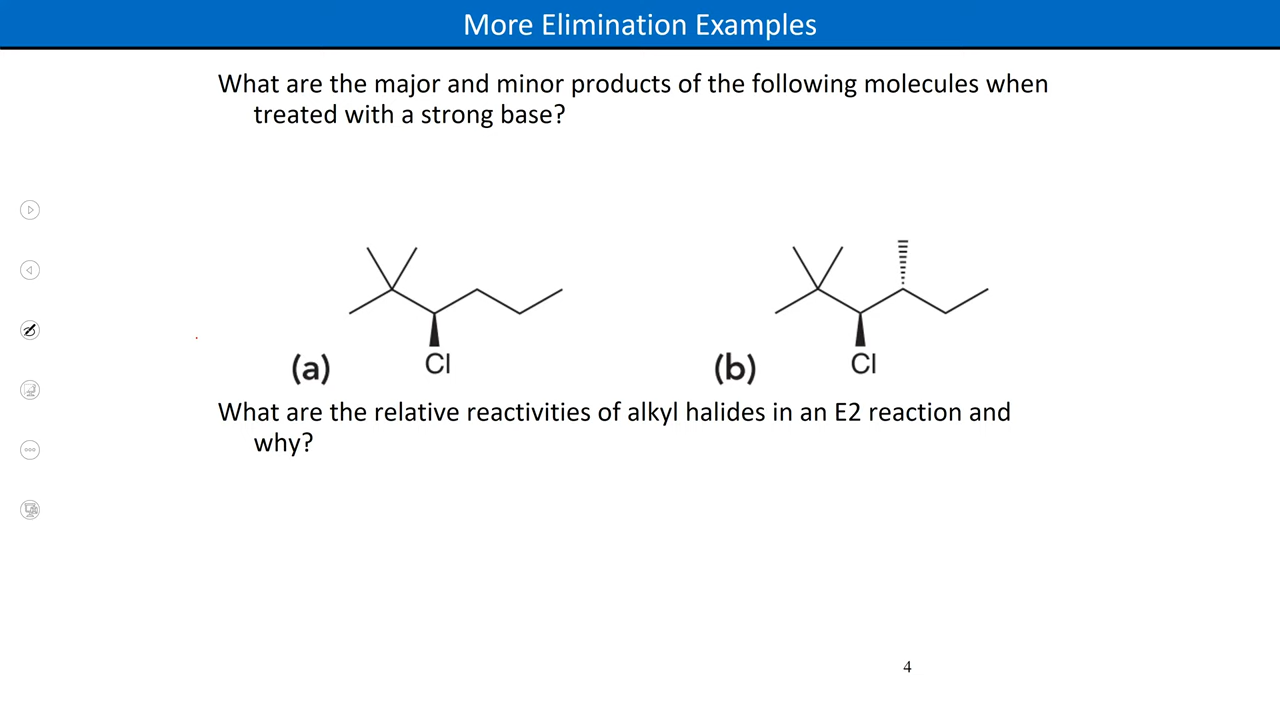 More Elimination Examples
What are the major and minor products of the following molecules when
treated with a strong base?
Cl
(a)
Cl
(b)
What are the relative reactivities of alkyl halides in an E2 reaction and
why?
4